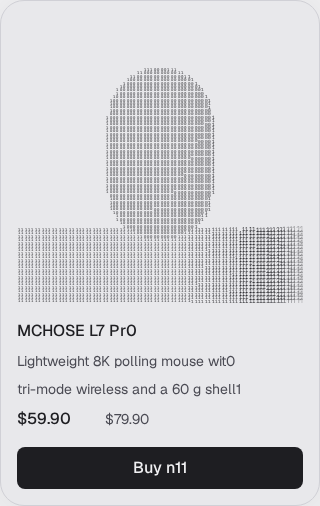 MCHOSE L7 Pr0
Lightweight 8K polling mouse wit0
tri-mode wireless and a 60 g shell1
$59.90 $79.90
Buy n11